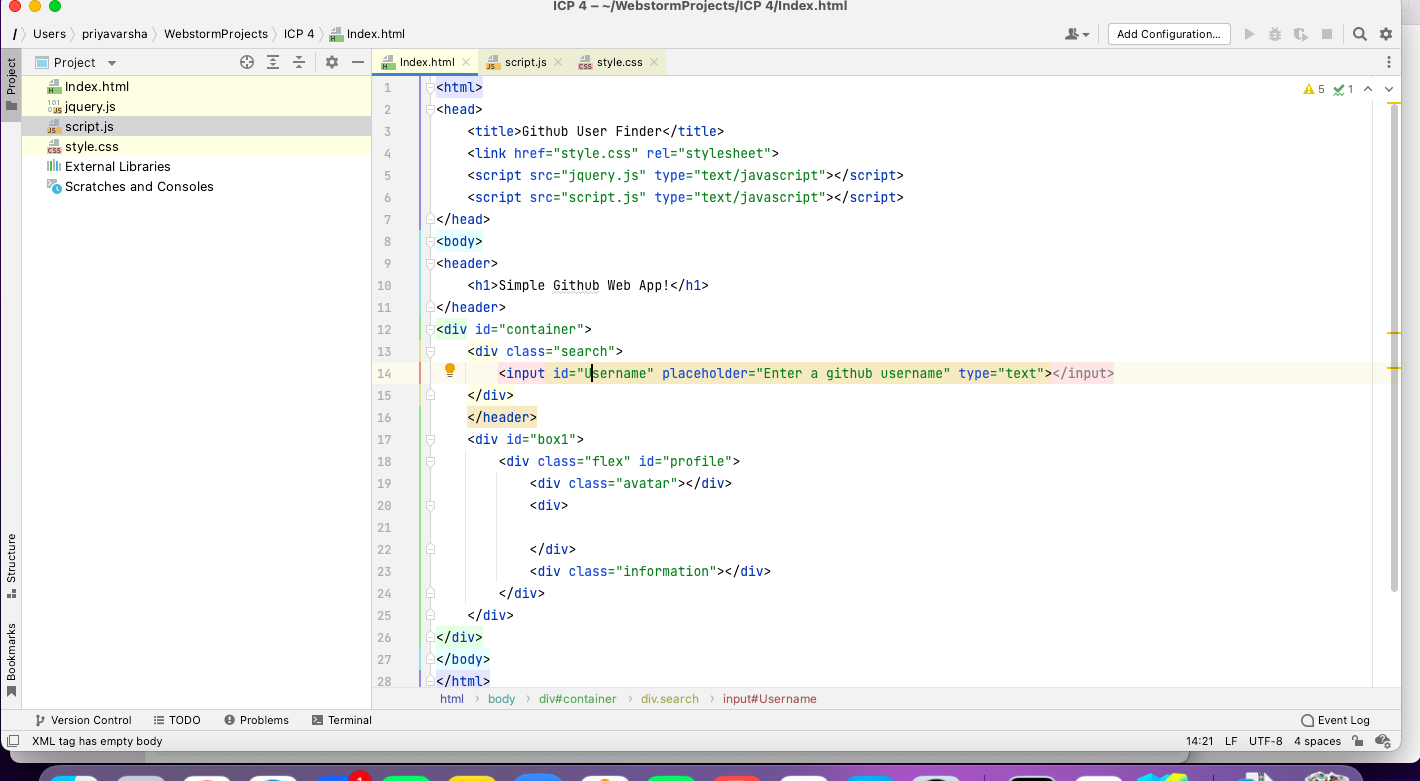 ICP 4 – ~/WebstormProjects/ICP 4/Index.html
/ Users priyavarsha WebstormProjects ICP 4 Index.html
Add Configuration...
Project
Project
Index.html
jquery.js
script.js
style.css
External Libraries
Scratches and Consoles
Index.html
script.js
style.css
5 1
1 <html>
2 <head>
3 <title>Github User Finder</title>
4 <link href="style.css" rel="stylesheet">
5 <script src="jquery.js" type="text/javascript"></script>
6 <script src="script.js" type="text/javascript"></script>
7 </head>
8 <body>
9 <header>
10 <h1>Simple Github Web App!</h1>
11 </header>
12 <div id="container">
13 <div class="search">
14 <input id="Username" placeholder="Enter a github username" type="text"></input>
15 </div>
16 </header>
17 <div id="box1">
18 <div class="flex" id="profile">
19 <div class="avatar"></div>
20 <div>
21
22 </div>
23 <div class="information"></div>
24 </div>
25 </div>
26 </div>
27 </body>
28 </html>
Structure
Bookmarks
html body div#container div.search input#Username
Version Control TODO Problems Terminal Event Log
XML tag has empty body 14:21 LF UTF-8 4 spaces
1